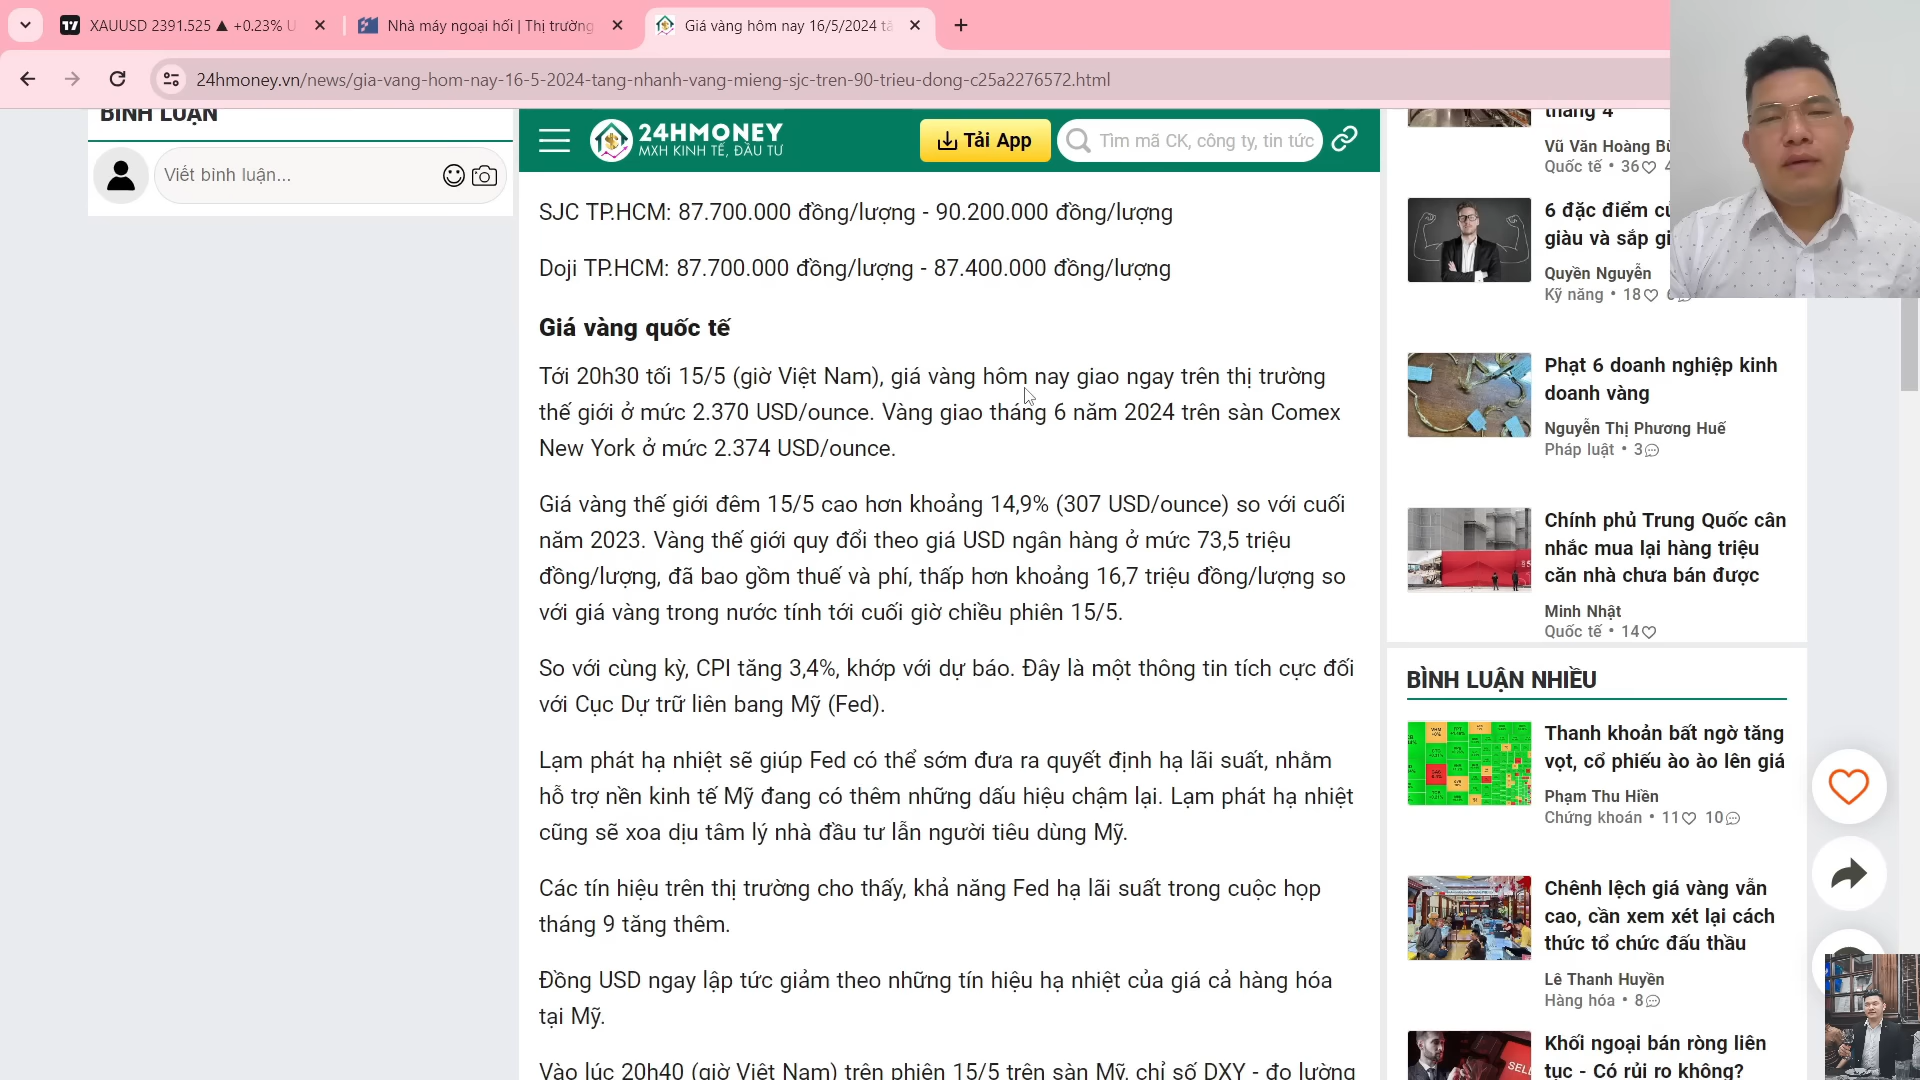 XAUUSD 2391.525 ▲ +0.23% U
Nhà máy ngoại hối | Thị trường
Giá vàng hôm nay 16/5/2024 tă
24hmoney.vn/news/gia-vang-hom-nay-16-5-2024-tang-nhanh-vang-mieng-sjc-tren-90-trieu-dong-c25a2276572.html
BÌNH LUẬN
Viết bình luận...
24HMONEY
MXH KINH TẾ, ĐẦU TƯ
Tải App
Tìm mã CK, công ty, tin tức
SJC TP.HCM: 87.700.000 đồng/lượng - 90.200.000 đồng/lượng
Doji TP.HCM: 87.700.000 đồng/lượng - 87.400.000 đồng/lượng
Giá vàng quốc tế
Tới 20h30 tối 15/5 (giờ Việt Nam), giá vàng hôm nay giao ngay trên thị trường
thế giới ở mức 2.370 USD/ounce. Vàng giao tháng 6 năm 2024 trên sàn Comex
New York ở mức 2.374 USD/ounce.
Giá vàng thế giới đêm 15/5 cao hơn khoảng 14,9% (307 USD/ounce) so với cuối
năm 2023. Vàng thế giới quy đổi theo giá USD ngân hàng ở mức 73,5 triệu
đồng/lượng, đã bao gồm thuế và phí, thấp hơn khoảng 16,7 triệu đồng/lượng so
với giá vàng trong nước tính tới cuối giờ chiều phiên 15/5.
So với cùng kỳ, CPI tăng 3,4%, khớp với dự báo. Đây là một thông tin tích cực đối
với Cục Dự trữ liên bang Mỹ (Fed).
Lạm phát hạ nhiệt sẽ giúp Fed có thể sớm đưa ra quyết định hạ lãi suất, nhằm
hỗ trợ nền kinh tế Mỹ đang có thêm những dấu hiệu chậm lại. Lạm phát hạ nhiệt
cũng sẽ xoa dịu tâm lý nhà đầu tư lẫn người tiêu dùng Mỹ.
Các tín hiệu trên thị trường cho thấy, khả năng Fed hạ lãi suất trong cuộc họp
tháng 9 tăng thêm.
Đồng USD ngay lập tức giảm theo những tín hiệu hạ nhiệt của giá cả hàng hóa
tại Mỹ.
Vào lúc 20h40 (giờ Việt Nam) trên phiên 15/5 trên sàn Mỹ, chỉ số DXY - đo lường
tháng 4
Vũ Văn Hoàng Bù
Quốc tế • 36 4
6 đặc điểm củ
giàu và sắp gi
Quyền Nguyễn
Kỹ năng • 18 6
Phạt 6 doanh nghiệp kinh
doanh vàng
Nguyễn Thị Phương Huế
Pháp luật • 3
Chính phủ Trung Quốc cân
nhắc mua lại hàng triệu
căn nhà chưa bán được
Minh Nhật
Quốc tế • 14
BÌNH LUẬN NHIỀU
Thanh khoản bất ngờ tăng
vọt, cổ phiếu ào ào lên giá
Phạm Thu Hiền
Chứng khoán • 11 10
Chênh lệch giá vàng vẫn
cao, cần xem xét lại cách
thức tổ chức đấu thầu
Lê Thanh Huyền
Hàng hóa • 8
Khối ngoại bán ròng liên
tục - Có rủi ro không?
SELL